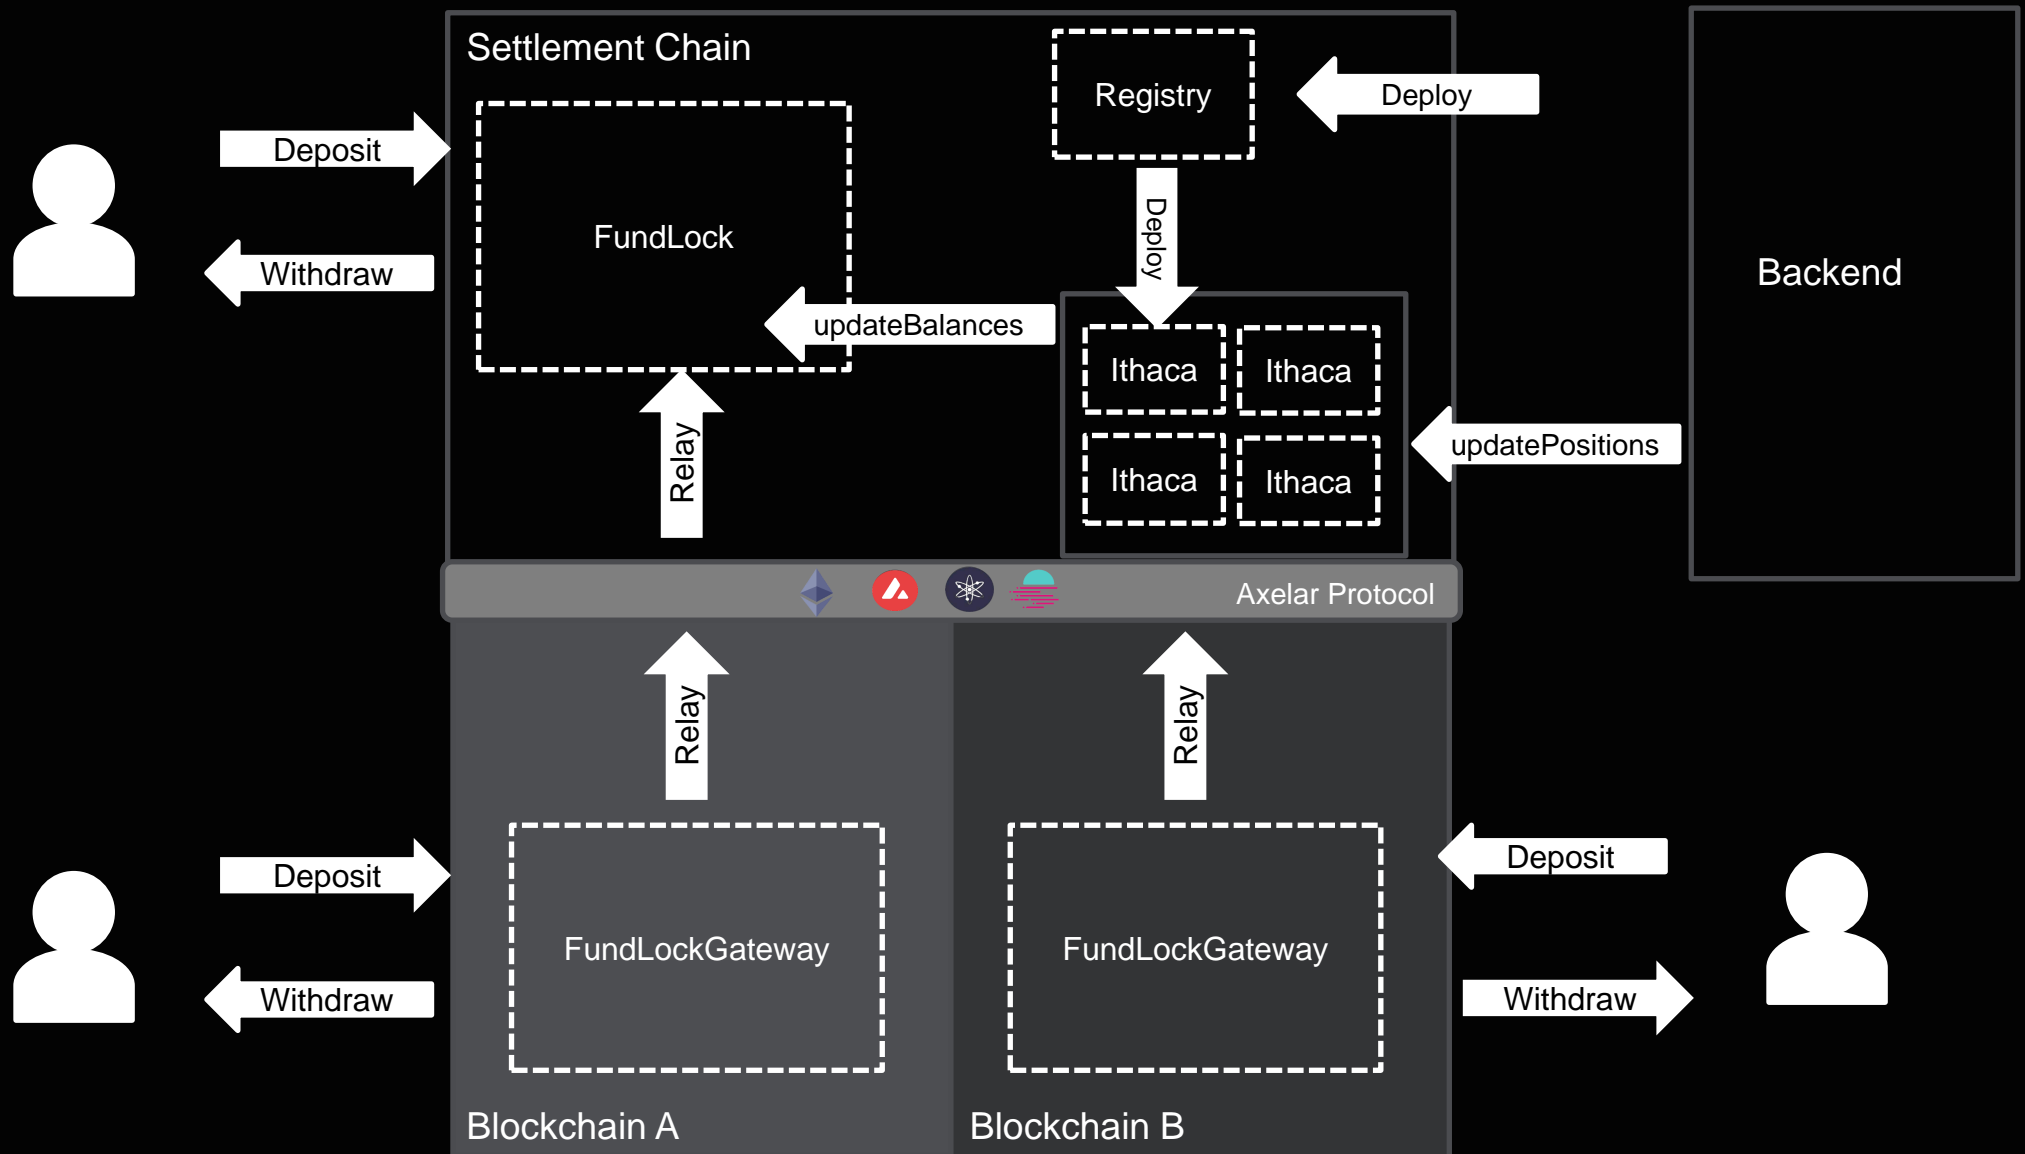 Settlement Chain
Registry
Deploy
Deposit
FundLock
Deploy
Withdraw
Backend
updateBalances
Ithaca
Ithaca
updatePositions
Relay
Ithaca
Ithaca
Axelar Protocol
Relay
Relay
Deposit
Deposit
FundLockGateway
FundLockGateway
Withdraw
Withdraw
Blockchain A
Blockchain B